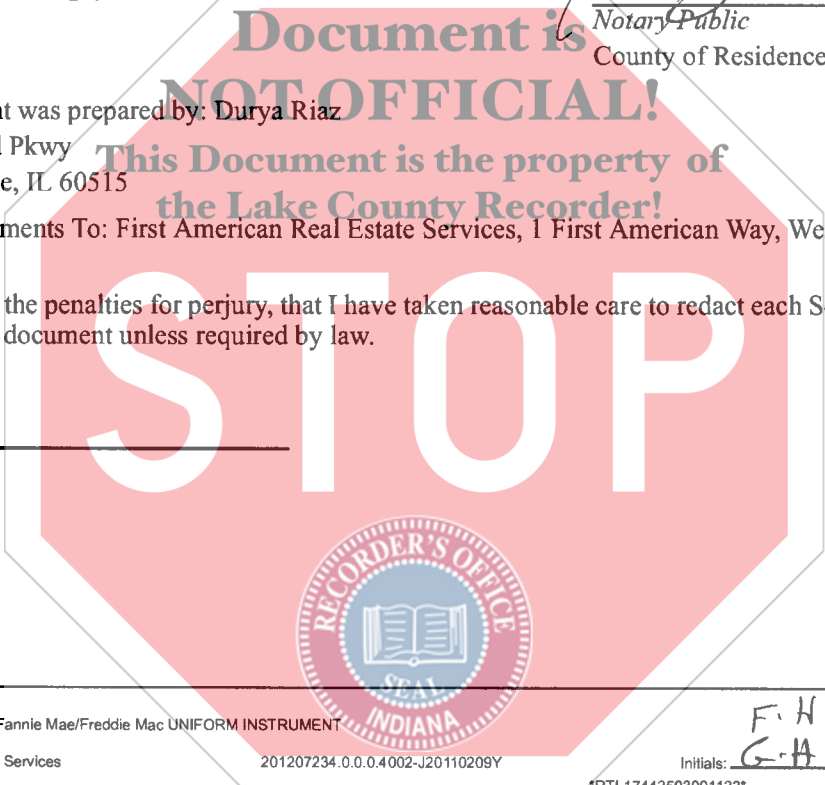 Document is
Notary Public
County of Residence
NOT OFFICIAL!
t was prepared by: Durya Riaz
Pkwy
This Document is the property of
e, IL 60515
the Lake County Recorder!
ments To: First American Real Estate Services, 1 First American Way, We
the penalties for perjury, that I have taken reasonable care to redact each S
document unless required by law.
STOP
RECORDER'S OFFICE
SEAL
INDIANA
Fannie Mae/Freddie Mac UNIFORM INSTRUMENT
F. H
Services 201207234.0.0.0.4002-J20110209Y Initials: G-H